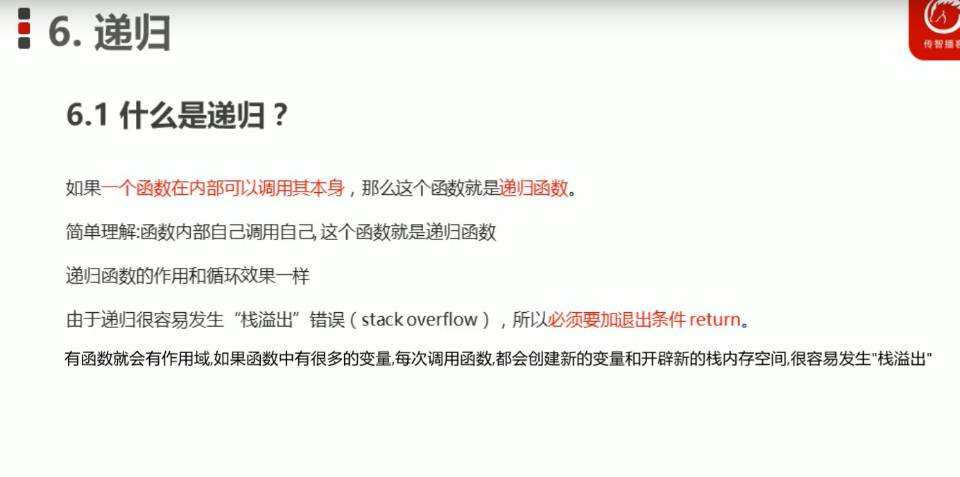 6. 递归
传智播客
6.1 什么是递归？
如果一个函数在内部可以调用其本身，那么这个函数就是递归函数。
简单理解:函数内部自己调用自己, 这个函数就是递归函数
递归函数的作用和循环效果一样
由于递归很容易发生“栈溢出”错误（stack overflow），所以必须要加退出条件 return。
有函数就会有作用域,如果函数中有很多的变量,每次调用函数,都会创建新的变量和开辟新的栈内存空间,很容易发生"栈溢出"